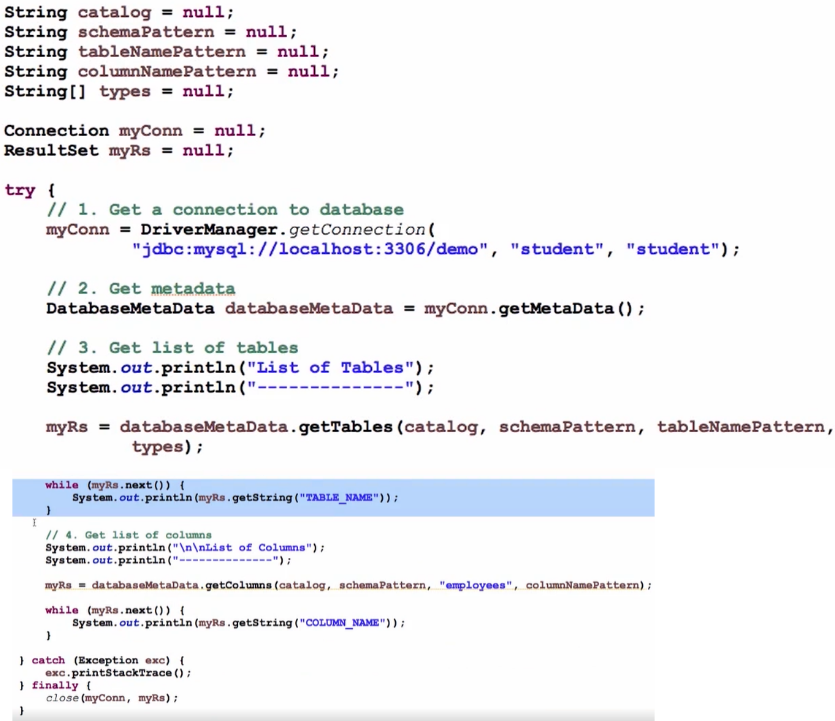 String catalog = null;
String schemaPattern = null;
String tableNamePattern = null;
String columnNamePattern = null;
String[] types = null;
Connection myConn = null;
ResultSet myRs = null;
try {
// 1. Get a connection to database
myConn = DriverManager.getConnection(
"jdbc:mysql://localhost:3306/demo", "student", "student");
// 2. Get metadata
DatabaseMetaData databaseMetaData = myConn.getMetaData();
// 3. Get list of tables
System.out.println("List of Tables");
System.out.println("--------------");
myRs = databaseMetaData.getTables(catalog, schemaPattern, tableNamePattern,
types);
while (myRs.next()) {
System.out.println(myRs.getString("TABLE_NAME"));
}
// 4. Get list of columns
System.out.println("\n\nList of Columns");
System.out.println("--------------");
myRs = databaseMetaData.getColumns(catalog, schemaPattern, "employees", columnNamePattern);
while (myRs.next()) {
System.out.println(myRs.getString("COLUMN_NAME"));
}
} catch (Exception exc) {
exc.printStackTrace();
} finally {
close(myConn, myRs);
}